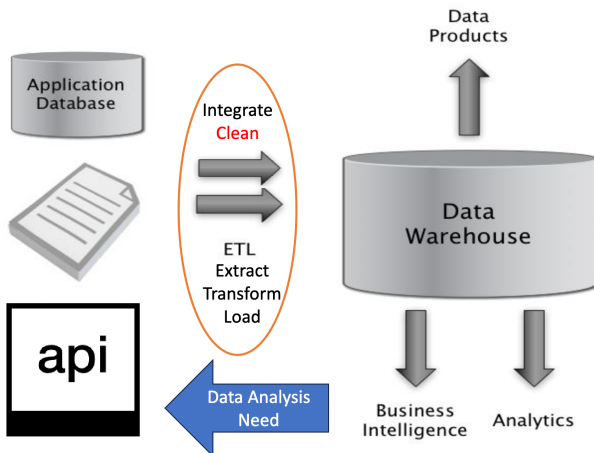 Data
Products
Application
Database
Integrate
Clean
ETL
Extract
Transform
Load
Data
Warehouse
api
Data Analysis
Need
Business
Intelligence
Analytics